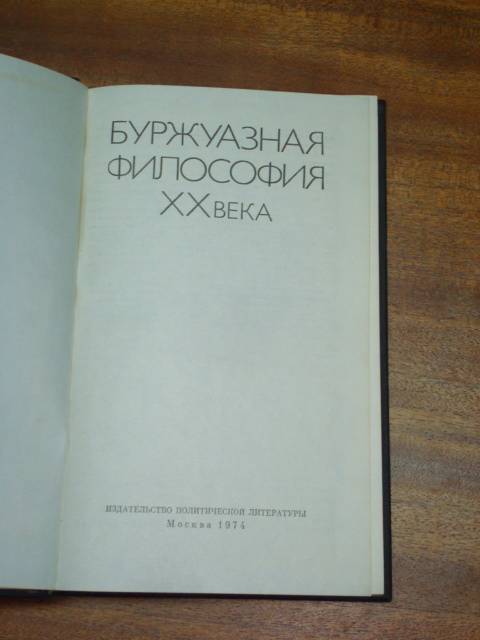 БУРЖУАЗНАЯ
ФИЛОСОФИЯ
XX ВЕКА
ИЗДАТЕЛЬСТВО ПОЛИТИЧЕСКОЙ ЛИТЕРАТУРЫ
Москва 1974